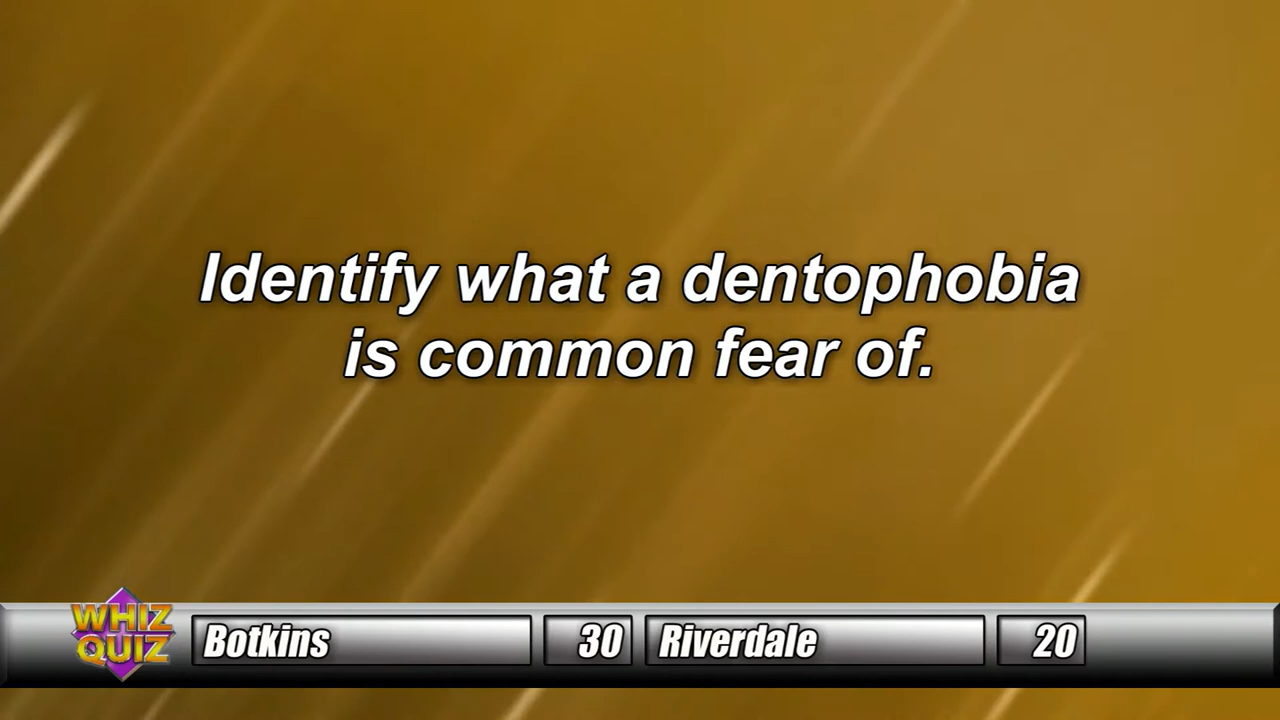 Identify what a dentophobia
is common fear of.
WHIZ
QUIZ
Botkins 30 Riverdale 20